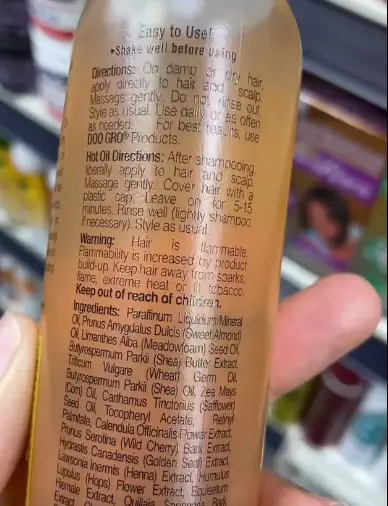 Easy to Use!
•Shake well before using
Directions: On damp or dry hair,
apply directly to hair and scalp.
Massage gently. Do not rinse out.
Style as usual. Use daily or as often
as needed. For best results, use
DOO GRO® Products.
Hot Oil Directions: After shampooing,
liberally apply to hair and scalp.
Massage gently. Cover hair with a
plastic cap. Leave on for 5-15
minutes. Rinse well (lightly shampoo
if necessary). Style as usual.
Warning: Hair is flammable.
Flammability is increased by product
build-up. Keep hair away from sparks,
flame, extreme heat or lit tobacco.
Keep out of reach of children.
Ingredients: Paraffinum Liquidum/Mineral
Oil, Prunus Amygdalus Dulcis (Sweet Almond)
Oil, Limanthes Alba (Meadowfoam) Seed Oil,
Butyrospermum Parkii (Shea) Butter Extract,
Triticum Vulgare (Wheat) Germ Oil,
Butyrospermum Parkii (Shea) Oil, Zea Mays
(Corn) Oil, Carthamus Tinctorius (Safflower)
Seed Oil, Tocopheryl Acetate, Retinyl
Palmitate, Calendula Officinalis Flower Extract,
Prunus Serotina (Wild Cherry) Bark Extract,
Hydrastis Canadensis (Golden Seal) Extract,
Lawsonia Inermis (Henna) Extract, Humulus
Lupulus (Hops) Flower Extract, Equisetum
Hiemale Extract, Quillaja Saponaria Bark
Extract,